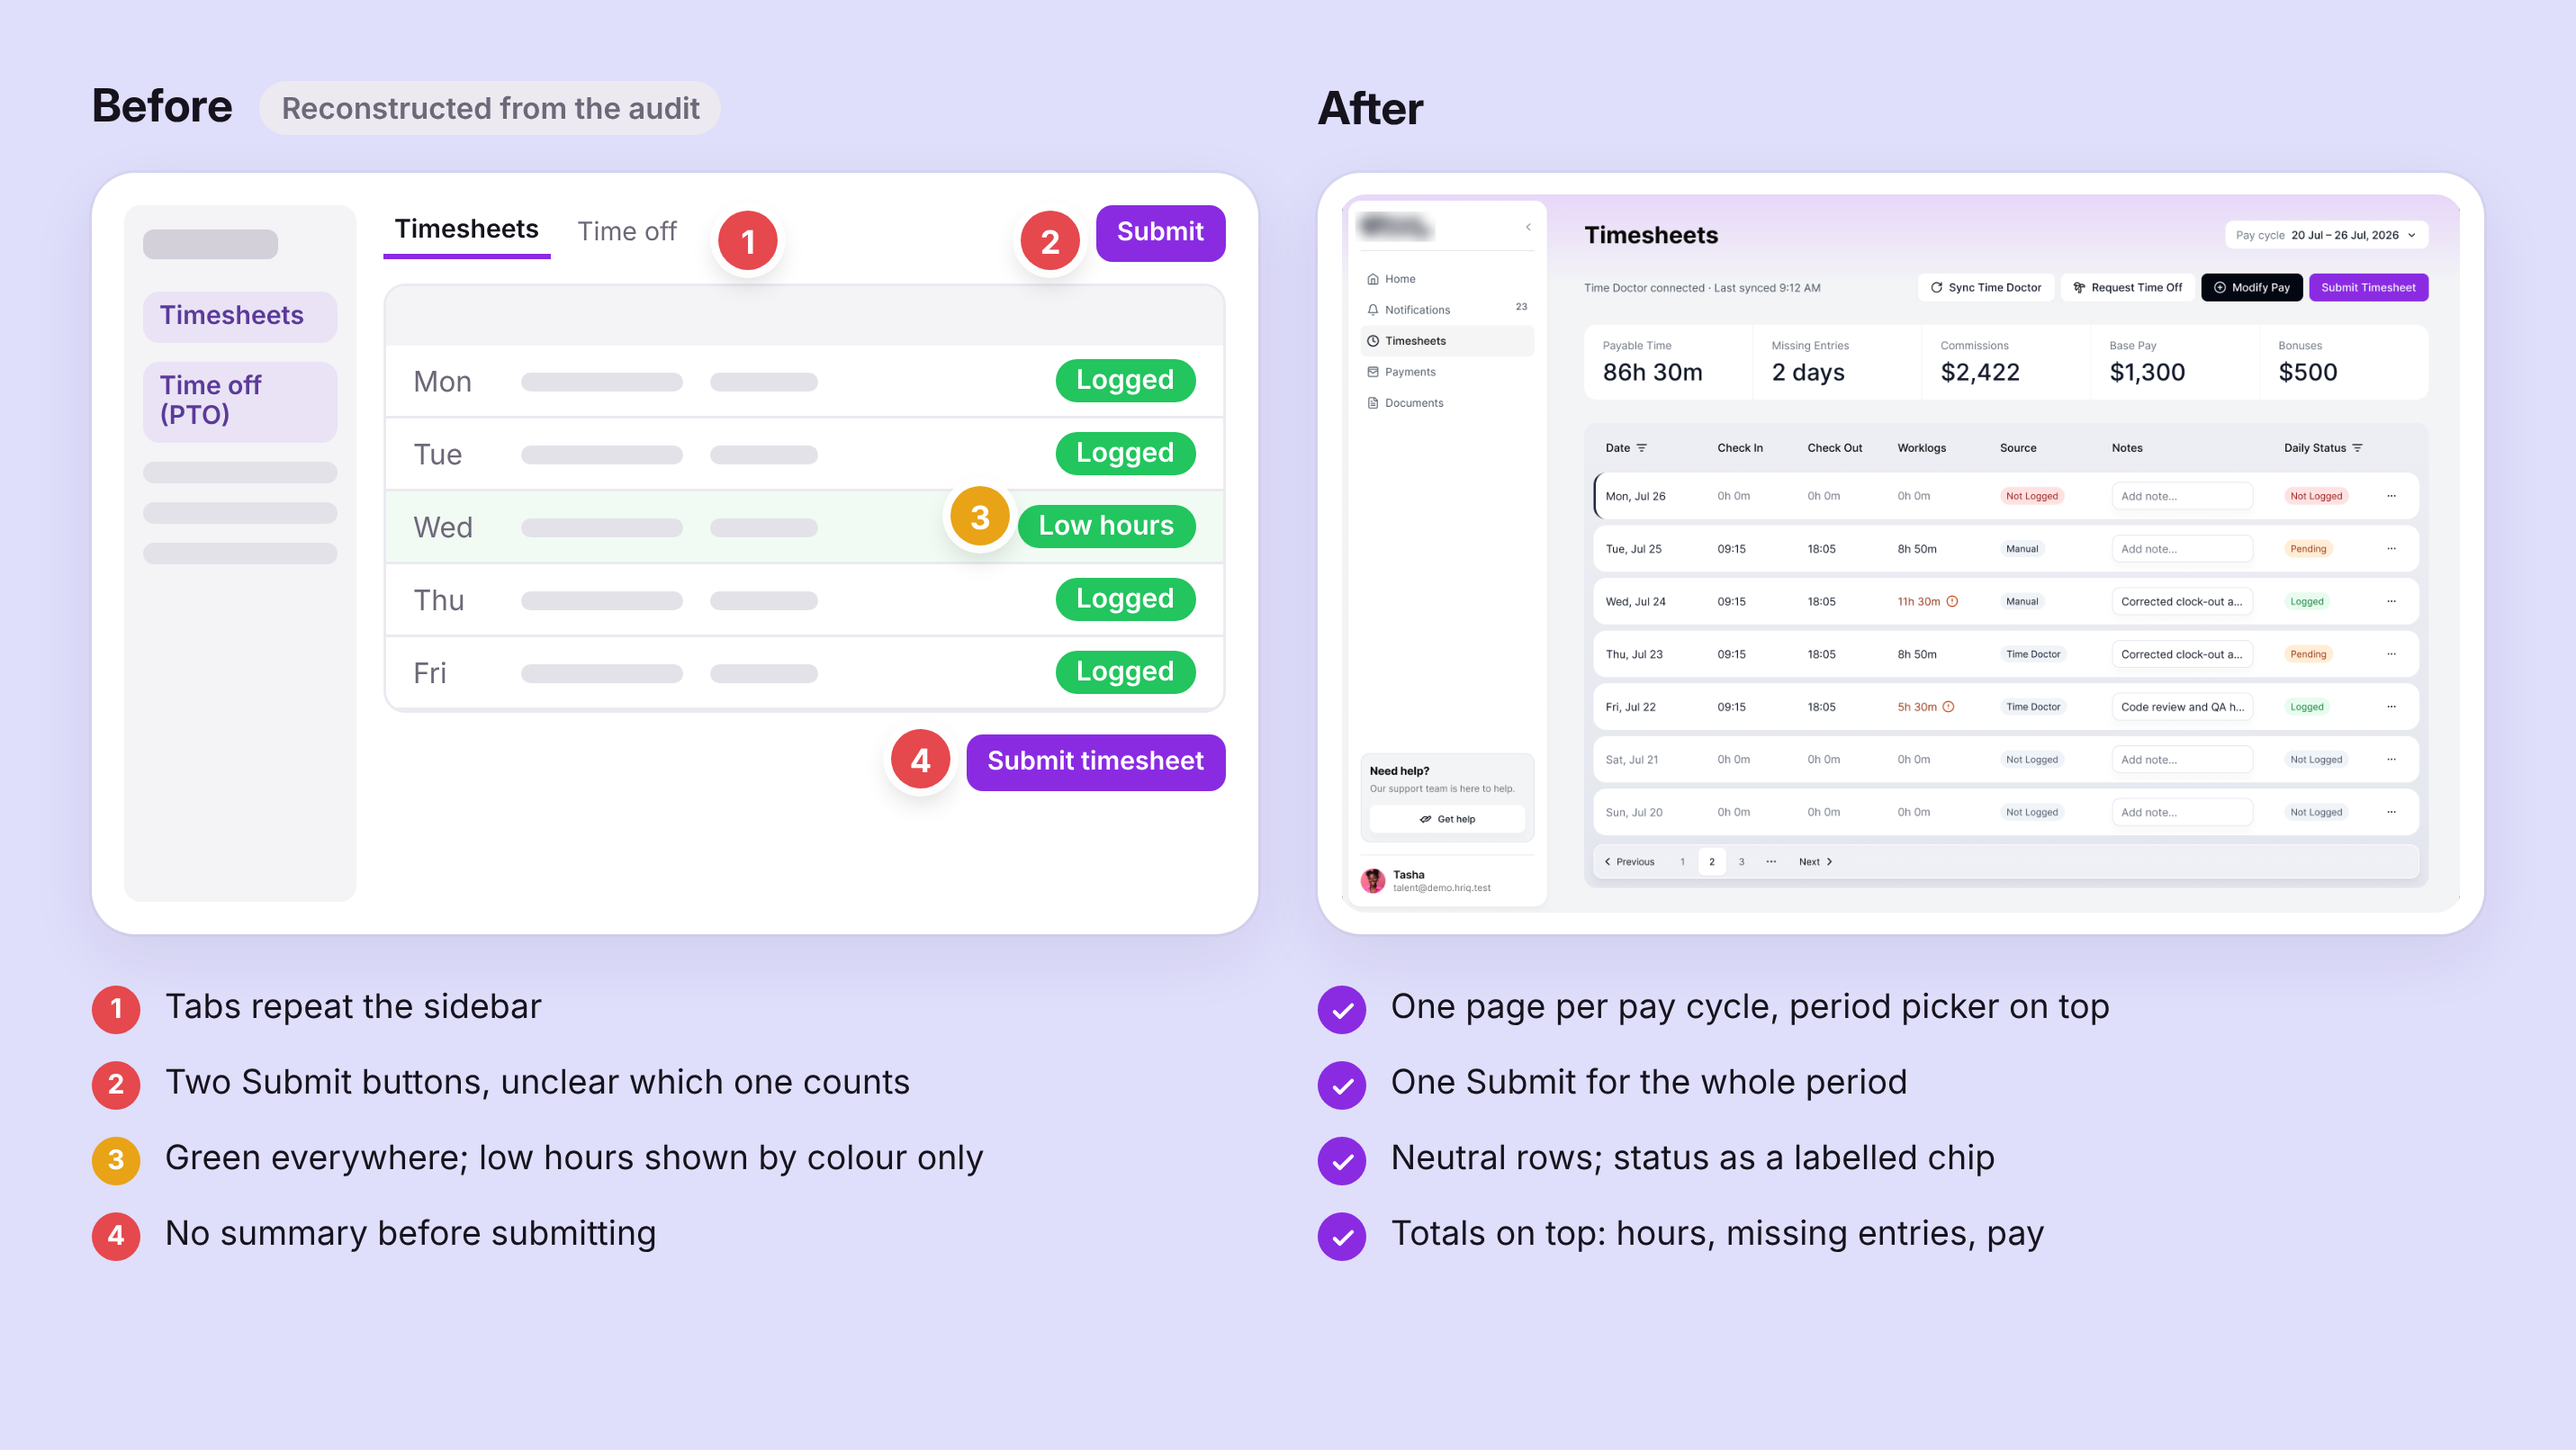 Before
Reconstructed from the audit
Timesheets
Time off
(PTO)
Timesheets
Time off
1
2
Submit
Mon
Logged
Tue
Logged
Wed
3
Low hours
Thu
Logged
Fri
Logged
4
Submit timesheet
1 Tabs repeat the sidebar
2 Two Submit buttons, unclear which one counts
3 Green everywhere; low hours shown by colour only
4 No summary before submitting
After
Home
Notifications 23
Timesheets
Payments
Documents
Need help?
Our support team is here to help.
Get help
Tasha
talent@demo.hriq.test
Timesheets
Pay cycle 20 Jul – 26 Jul, 2026
Time Doctor connected · Last synced 9:12 AM
Sync Time Doctor
Request Time Off
Modify Pay
Submit Timesheet
Payable Time
86h 30m
Missing Entries
2 days
Commissions
$2,422
Base Pay
$1,300
Bonuses
$500
Date Check In Check Out Worklogs Source Notes Daily Status
Mon, Jul 26 0h 0m 0h 0m 0h 0m Not Logged Add note... Not Logged ...
Tue, Jul 25 09:15 18:05 8h 50m Manual Add note... Pending ...
Wed, Jul 24 09:15 18:05 11h 30m Manual Corrected clock-out a... Logged ...
Thu, Jul 23 09:15 18:05 8h 50m Time Doctor Corrected clock-out a... Pending ...
Fri, Jul 22 09:15 18:05 5h 30m Time Doctor Code review and QA h... Logged ...
Sat, Jul 21 0h 0m 0h 0m 0h 0m Not Logged Add note... Not Logged ...
Sun, Jul 20 0h 0m 0h 0m 0h 0m Not Logged Add note... Not Logged ...
Previous 1 2 3 ... Next
One page per pay cycle, period picker on top
One Submit for the whole period
Neutral rows; status as a labelled chip
Totals on top: hours, missing entries, pay